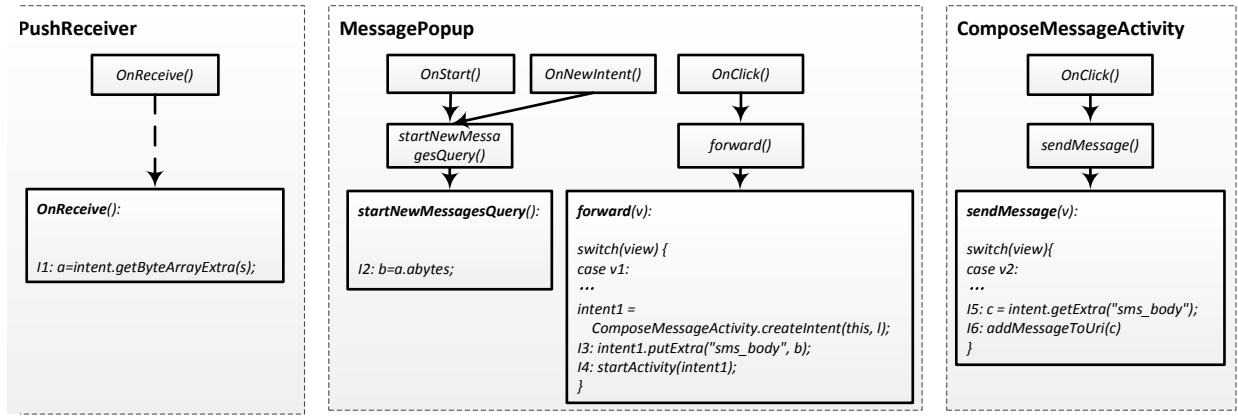 PushReceiver
OnReceive()
OnReceive():
I1: a=intent.getByteArrayExtra(s);
MessagePopup
OnStart()
OnNewIntent()
OnClick()
startNewMessa
gesQuery()
forward()
startNewMessagesQuery():
I2: b=a.abytes;
forward(v):
switch(view) {
case v1:
...
intent1 =
ComposeMessageActivity.createIntent(this, l);
I3: intent1.putExtra("sms_body", b);
I4: startActivity(intent1);
}
ComposeMessageActivity
OnClick()
sendMessage()
sendMessage(v):
switch(view){
case v2:
...
I5: c = intent.getExtra("sms_body");
I6: addMessageToUri(c)
}